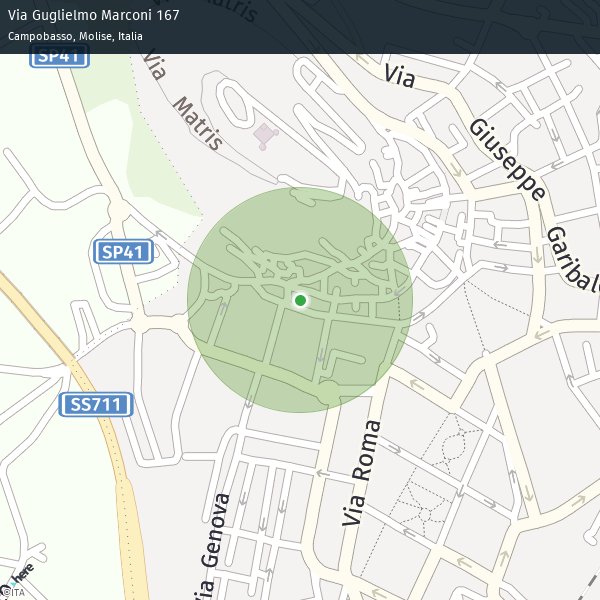 Via Guglielmo Marconi 167
Campobasso, Molise, Italia
SP41
Via Matris
Via Giuseppe Garibal
SP41
SS711
Via Roma
Via Genova
here
©ITA